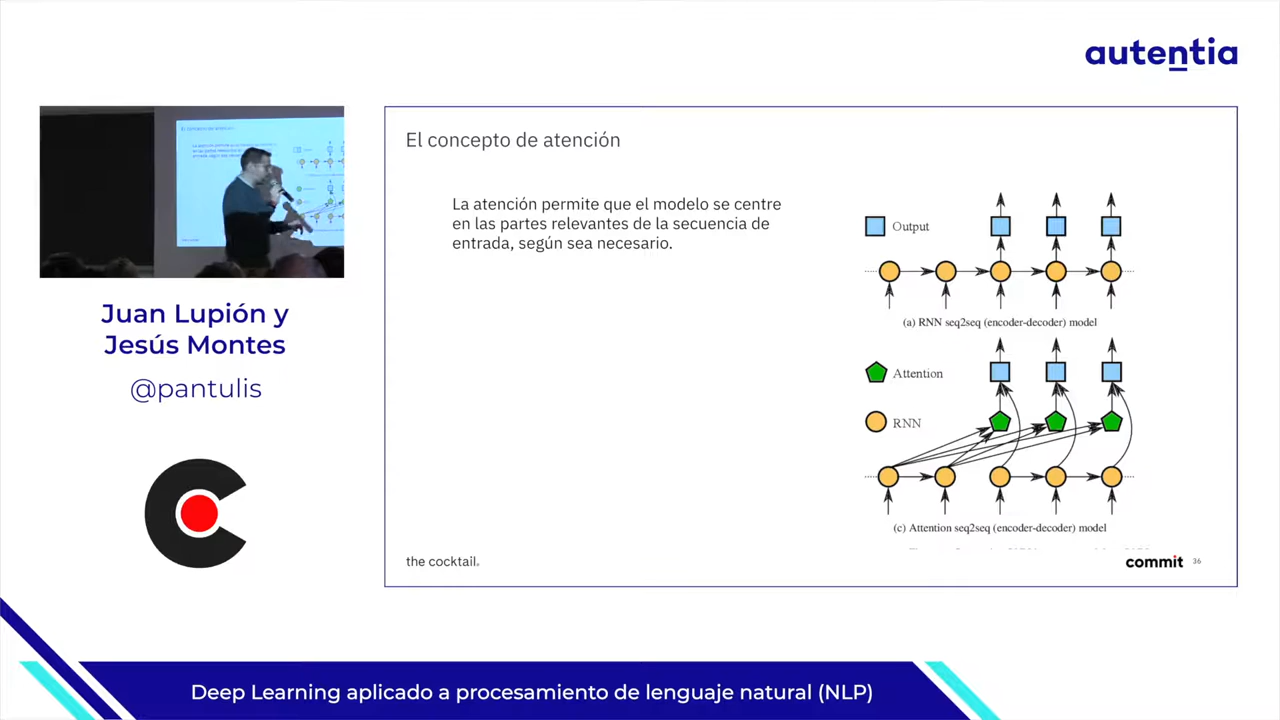 autentia
El concepto de atención
La atención permite que el modelo se centre
en las partes relevantes de la secuencia de
entrada, según sea necesario.
Output
(a) RNN seq2seq (encoder-decoder) model
Attention
RNN
(c) Attention seq2seq (encoder-decoder) model
the cocktail.
commit
36
Juan Lupión y
Jesús Montes
@pantulis
Deep Learning aplicado a procesamiento de lenguaje natural (NLP)